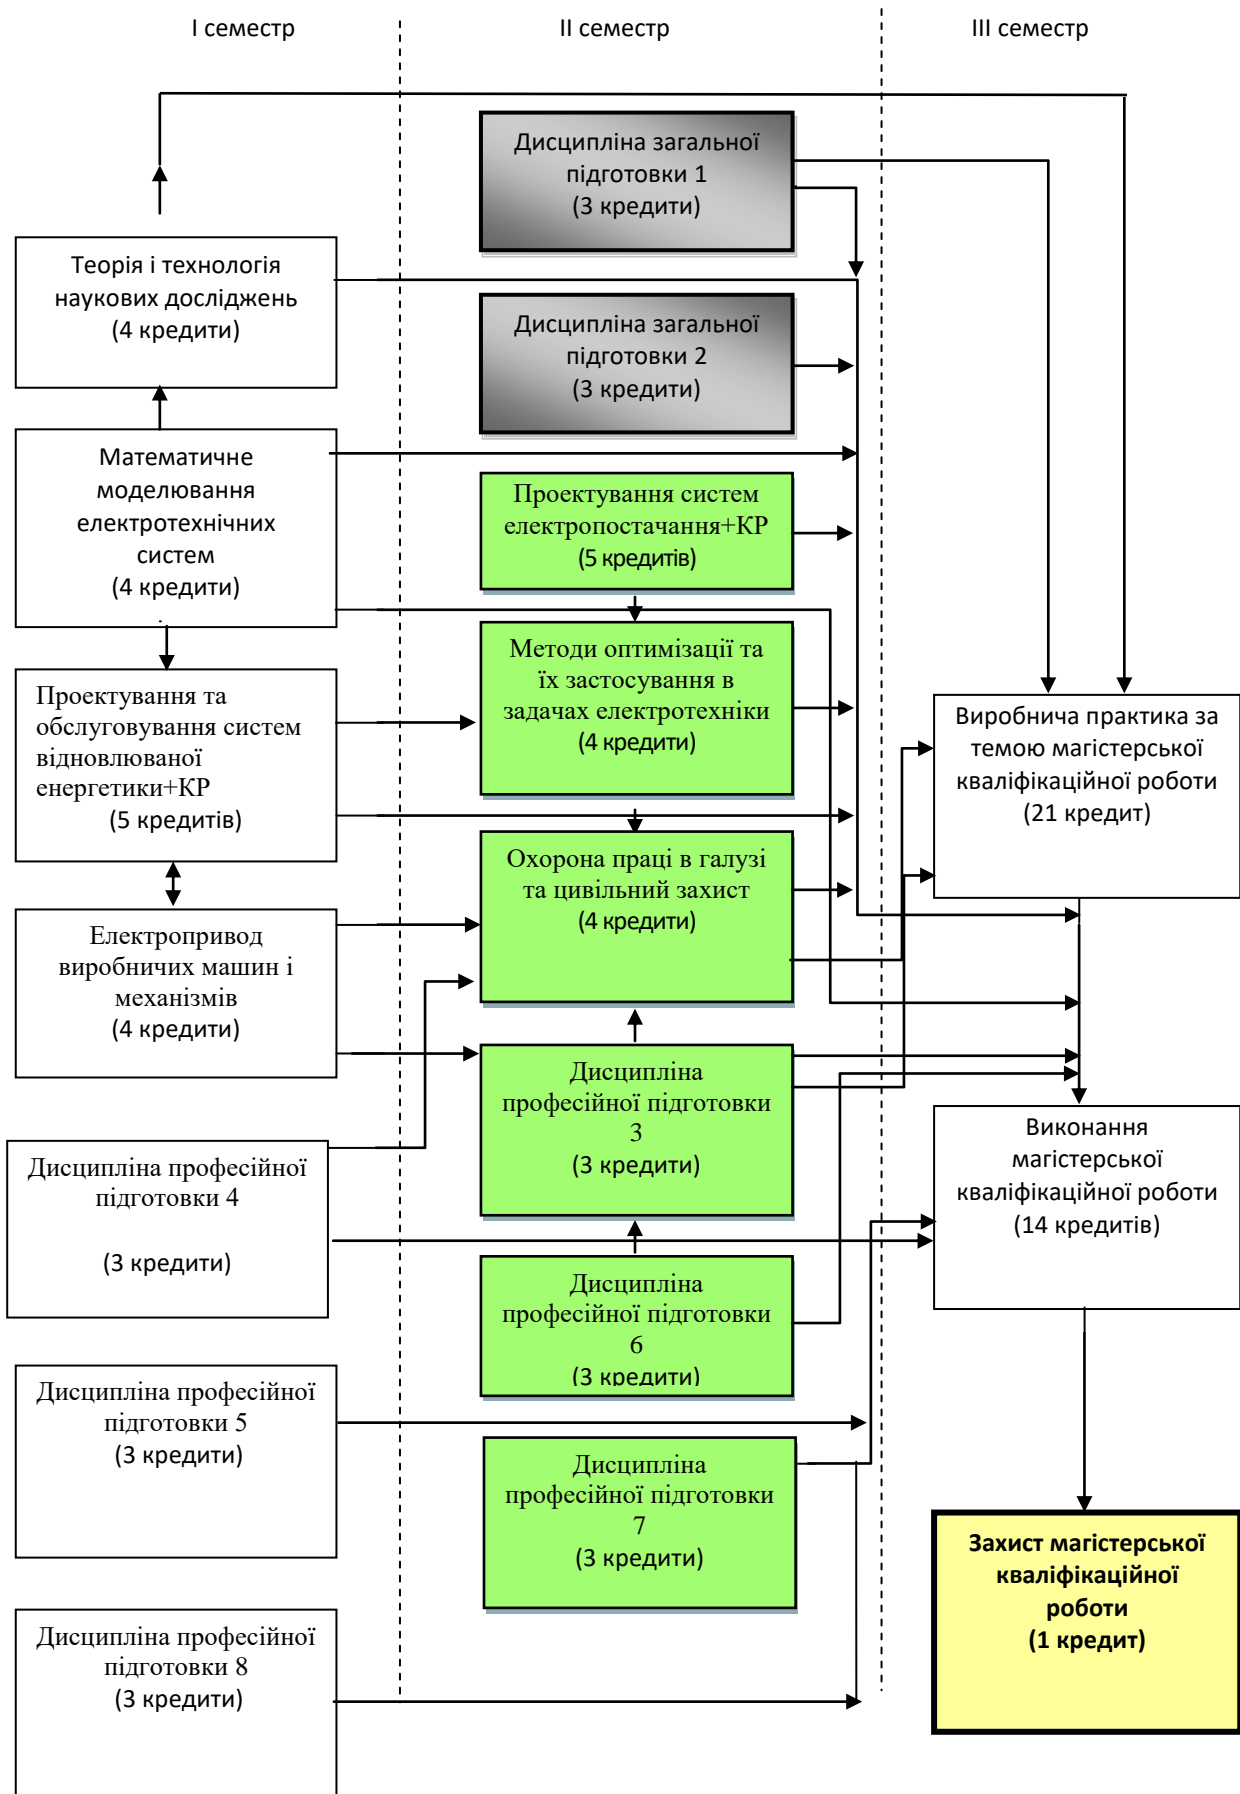 І семестр
ІІ семестр
ІІІ семестр
Теорія і технологія
наукових досліджень
(4 кредити)
Математичне
моделювання
електротехнічних
систем
(4 кредити)
.
Проектування та
обслуговування систем
відновлюваної
енергетики+КР
(5 кредитів)
Електропривод
виробничих машин і
механізмів
(4 кредити)
Дисципліна професійної
підготовки 4
(3 кредити)
Дисципліна професійної
підготовки 5
(3 кредити)
Дисципліна професійної
підготовки 8
(3 кредити)
Дисципліна загальної
підготовки 1
(3 кредити)
Дисципліна загальної
підготовки 2
(3 кредити)
Проектування систем
електропостачання+КР
(5 кредитів)
Методи оптимізації та
їх застосування в
задачах електротехніки
(4 кредити)
Охорона праці в галузі
та цивільний захист
(4 кредити)
Дисципліна
професійної підготовки
3
(3 кредити)
Дисципліна
професійної підготовки
6
(3 кредити)
Дисципліна
професійної підготовки
7
(3 кредити)
Виробнича практика за
темою магістерської
кваліфікаційної роботи
(21 кредит)
Виконання
магістерської
кваліфікаційної роботи
(14 кредитів)
Захист магістерської
кваліфікаційної
роботи
(1 кредит)